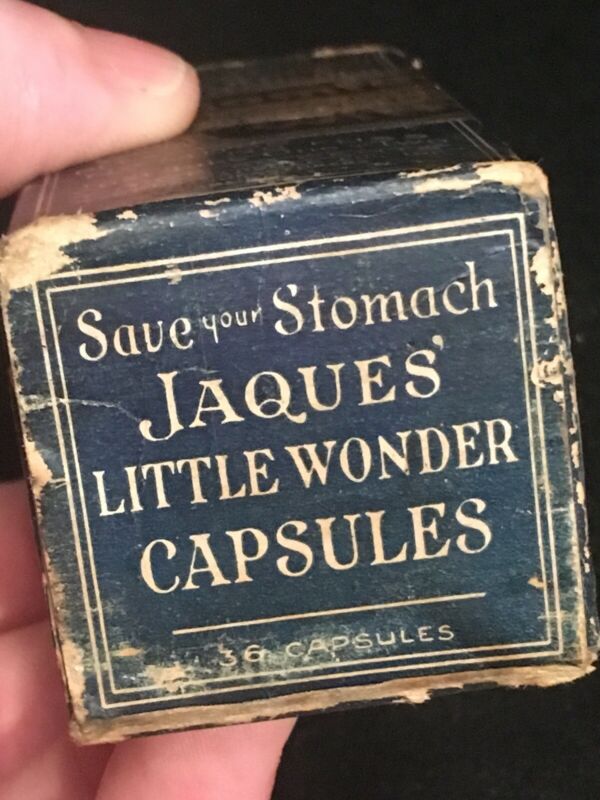 Save your Stomach
JAQUES'
LITTLE WONDER
CAPSULES
36 CAPSULES